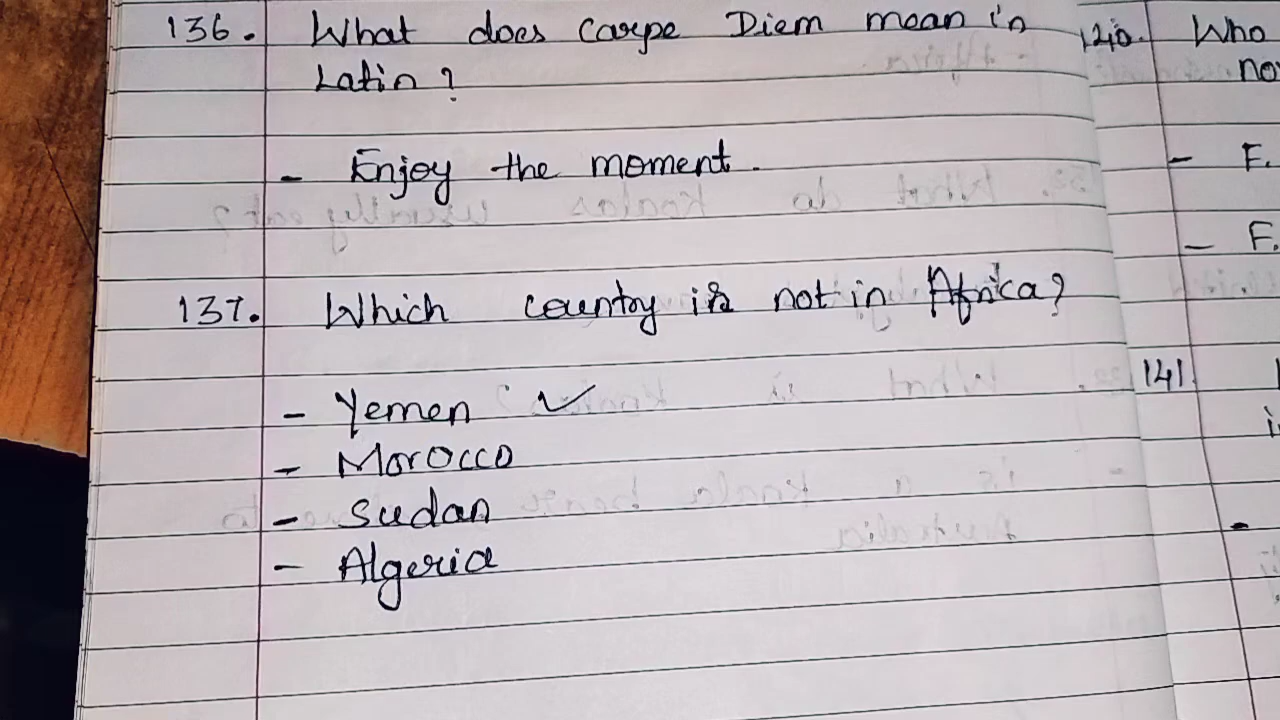 136. What does Carpe Diem mean in
Latin?
- Enjoy the moment.
137. Which country is not in Africa?
- Yemen ✓
- Morocco
- Sudan
- Algeria
140. Who
- F.
- F.
141.